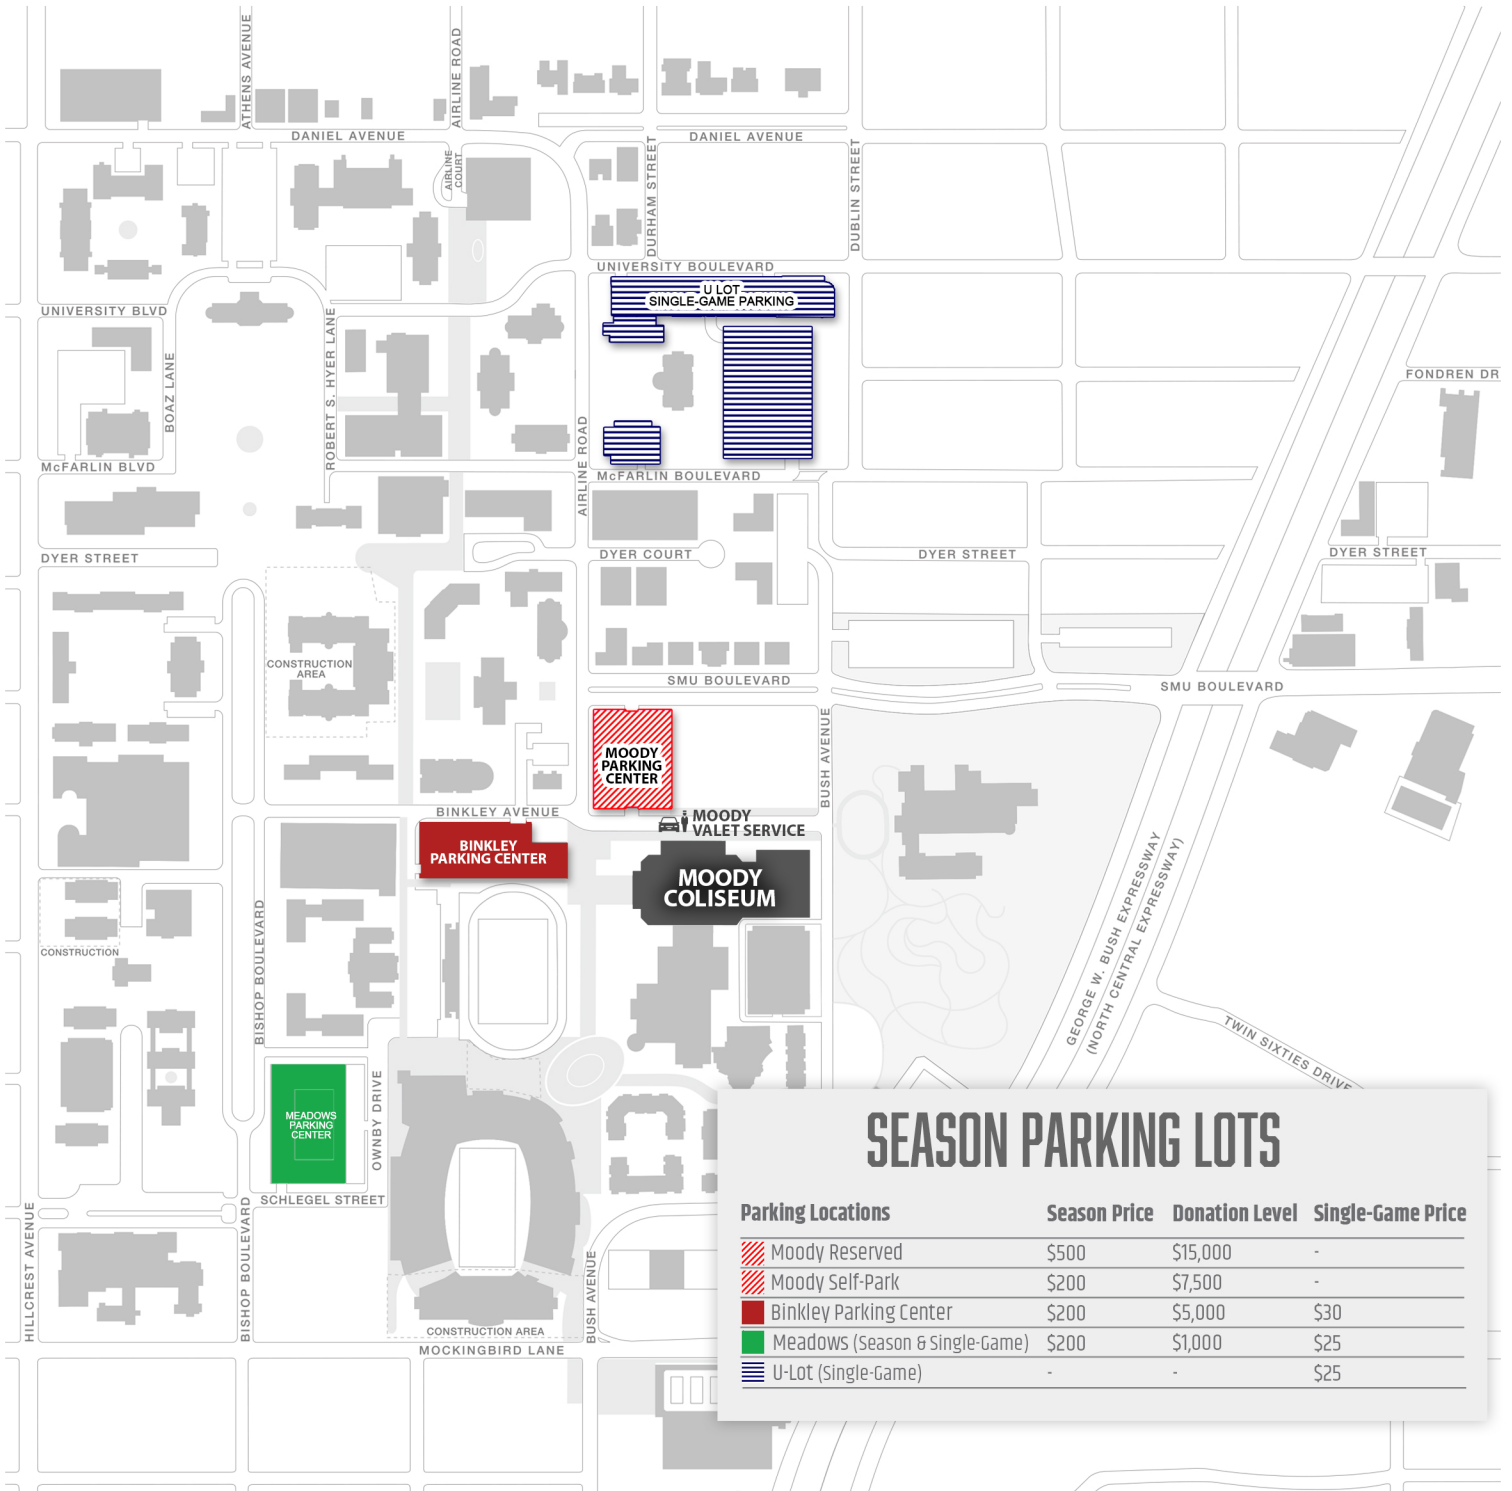 ATHENS AVENUE
AIRLINE ROAD
DANIEL AVENUE
DANIEL AVENUE
AIRLINE
COURT
DURHAM STREET
DUBLIN STREET
UNIVERSITY BOULEVARD
U LOT
SINGLE-GAME PARKING
UNIVERSITY BLVD
BOAZ LANE
ROBERT S. HYER LANE
FONDREN DR
AIRLINE ROAD
McFARLIN BLVD
McFARLIN BOULEVARD
DYER STREET
DYER COURT
DYER STREET
DYER STREET
CONSTRUCTION
AREA
SMU BOULEVARD
SMU BOULEVARD
BUSH AVENUE
MOODY
PARKING
CENTER
BINKLEY AVENUE
MOODY
VALET SERVICE
BINKLEY
PARKING CENTER
MOODY
COLISEUM
GEORGE W. BUSH EXPRESSWAY
(NORTH CENTRAL EXPRESSWAY)
CONSTRUCTION
BISHOP BOULEVARD
TWIN SIXTIES DRIVE
OWNBY DRIVE
MEADOWS
PARKING
CENTER
SCHLEGEL STREET
HILLCREST AVENUE
BISHOP BOULEVARD
BUSH AVENUE
CONSTRUCTION AREA
MOCKINGBIRD LANE
SEASON PARKING LOTS
Parking Locations Season Price Donation Level Single-Game Price
Moody Reserved $500 $15,000 -
Moody Self-Park $200 $7,500 -
Binkley Parking Center $200 $5,000 $30
Meadows (Season & Single-Game) $200 $1,000 $25
U-Lot (Single-Game) - - $25